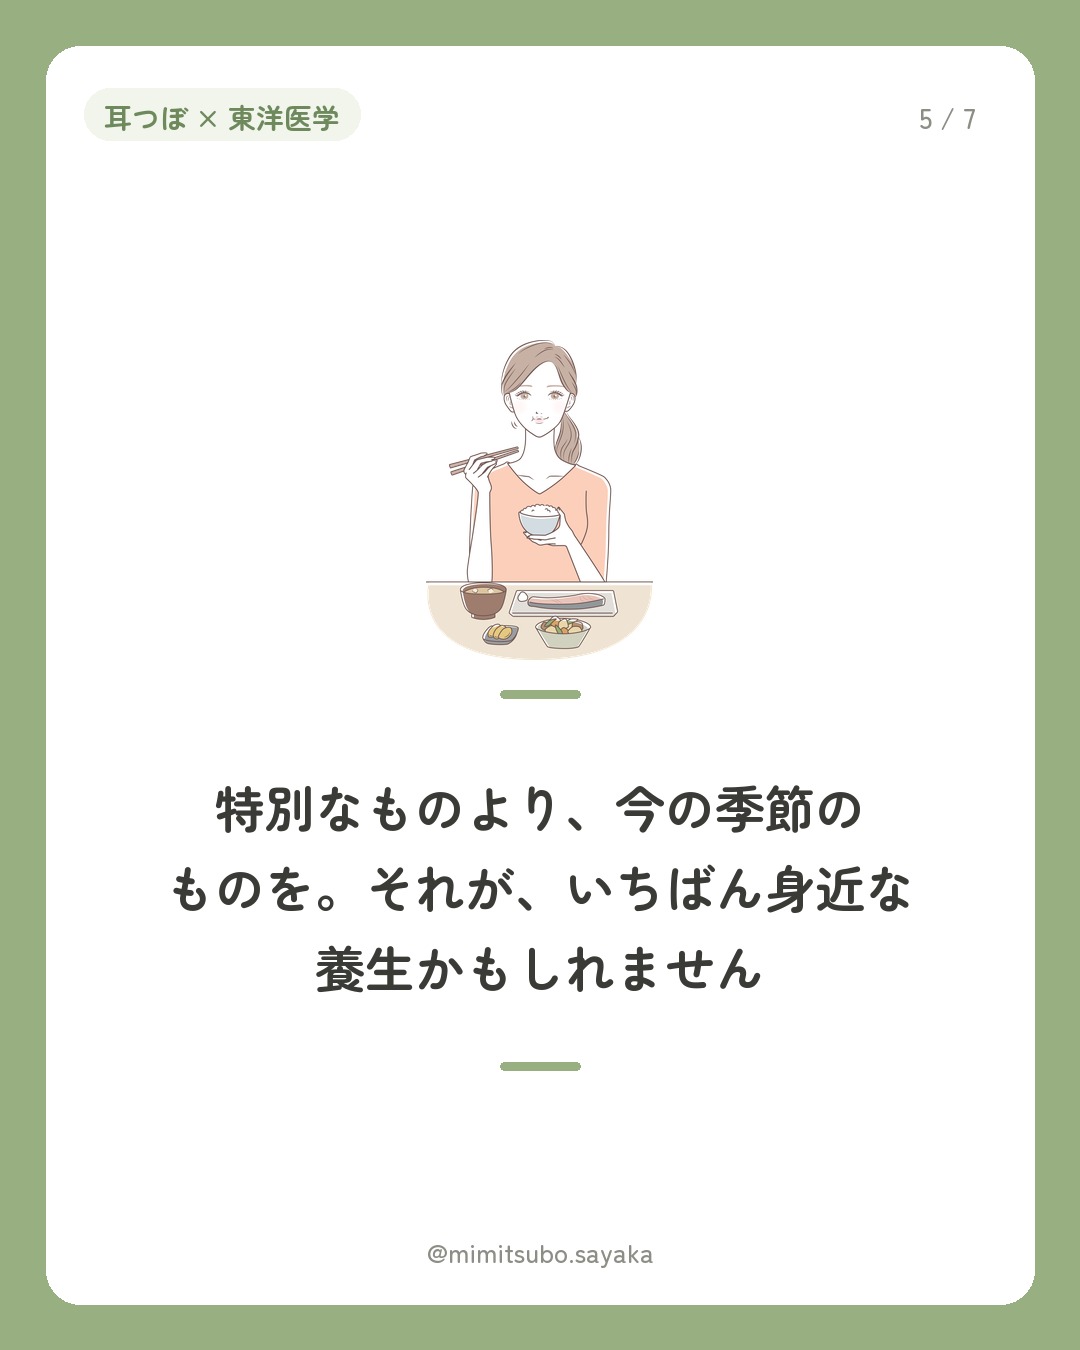 耳つぼ × 東洋医学
5 / 7
特別なものより、今の季節の
ものを。それが、いちばん身近な
養生かもしれません
@mimitsubo.sayaka